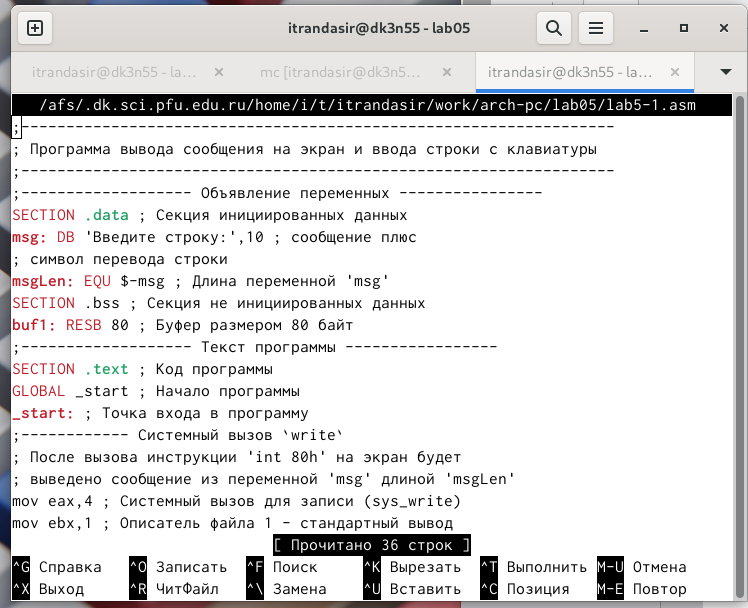 itrandasir@dk3n55 - lab05
itrandasir@dk3n55 - la… × mc [itrandasir@dk3n5… × itrandasir@dk3n55 - la… ×
/afs/.dk.sci.pfu.edu.ru/home/i/t/itrandasir/work/arch-pc/lab05/lab5-1.asm
;------------------------------------------------------------------
; Программа вывода сообщения на экран и ввода строки с клавиатуры
;------------------------------------------------------------------
;------------------- Объявление переменных ----------------
SECTION .data ; Секция инициированных данных
msg: DB 'Введите строку:',10 ; сообщение плюс
; символ перевода строки
msgLen: EQU $-msg ; Длина переменной 'msg'
SECTION .bss ; Секция не инициированных данных
buf1: RESB 80 ; Буфер размером 80 байт
;------------------- Текст программы -----------------
SECTION .text ; Код программы
GLOBAL _start ; Начало программы
_start: ; Точка входа в программу
;------------ Системный вызов `write`
; После вызова инструкции 'int 80h' на экран будет
; выведено сообщение из переменной 'msg' длиной 'msgLen'
mov eax,4 ; Системный вызов для записи (sys_write)
mov ebx,1 ; Описатель файла 1 - стандартный вывод
[ Прочитано 36 строк ]
^G Справка ^O Записать ^F Поиск ^K Вырезать ^T Выполнить M-U Отмена
^X Выход ^R ЧитФайл ^\ Замена ^U Вставить ^C Позиция M-E Повтор